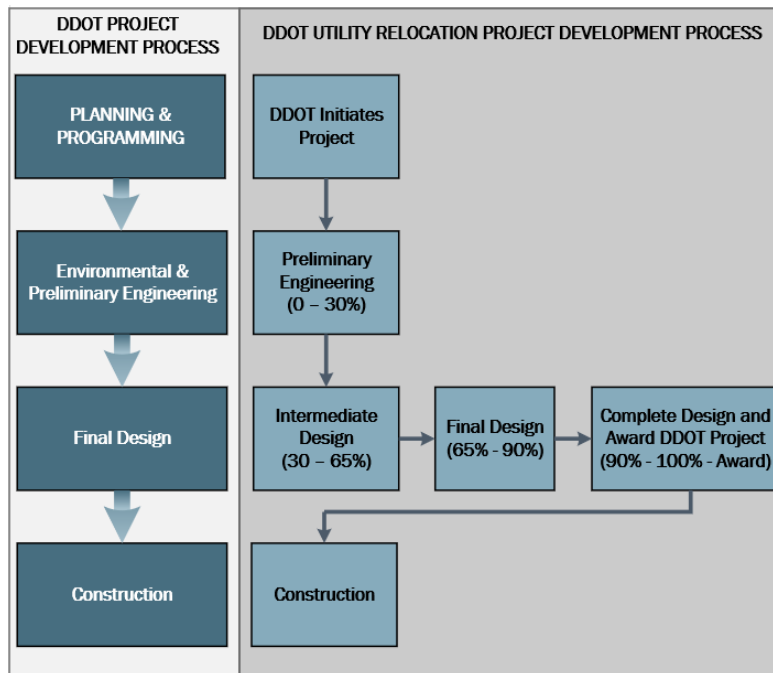 DDOT PROJECT
DEVELOPMENT PROCESS
PLANNING &
PROGRAMMING
Environmental &
Preliminary Engineering
Final Design
Construction
DDOT UTILITY RELOCATION PROJECT DEVELOPMENT PROCESS
DDOT Initiates
Project
Preliminary
Engineering
(0 – 30%)
Intermediate
Design
(30 – 65%)
Final Design
(65% - 90%)
Complete Design and
Award DDOT Project
(90% - 100% - Award)
Construction